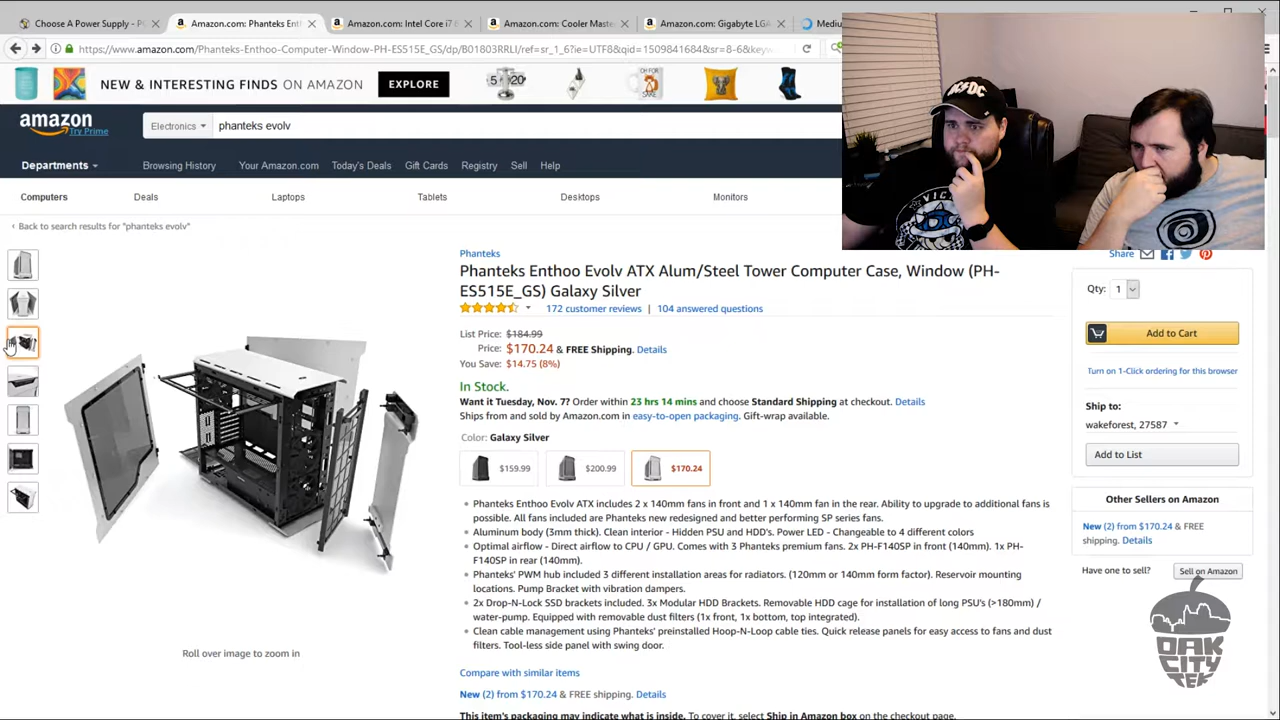 Choose A Power Supply - PC
Amazon.com: Phanteks Ent
Amazon.com: Intel Core i7
Amazon.com: Cooler Maste
Amazon.com: Gigabyte LGA
Medi
https://www.amazon.com/Phanteks-Enthoo-Computer-Window-PH-ES515E_GS/dp/B01803RRLI/ref=sr_1_6?ie=UTF8&qid=1509841684&sr=8-6&keyw
NEW & INTERESTING FINDS ON AMAZON
EXPLORE
amazon
Try Prime
Electronics
phanteks evolv
Departments
Browsing History
Your Amazon.com
Today's Deals
Gift Cards
Registry
Sell
Help
Computers
Deals
Laptops
Tablets
Desktops
Monitors
AC/DC
Back to search results for "phanteks evolv"
Share
Phanteks
Phanteks Enthoo Evolv ATX Alum/Steel Tower Computer Case, Window (PH-
ES515E_GS) Galaxy Silver
172 customer reviews | 104 answered questions
List Price: $184.99
Price: $170.24 & FREE Shipping. Details
You Save: $14.75 (8%)
In Stock.
Want it Tuesday, Nov. 7? Order within 23 hrs 14 mins and choose Standard Shipping at checkout. Details
Ships from and sold by Amazon.com in easy-to-open packaging. Gift-wrap available.
Color: Galaxy Silver
$159.99
$200.99
$170.24
Phanteks Enthoo Evolv ATX includes 2 x 140mm fans in front and 1 x 140mm fan in the rear. Ability to upgrade to additional fans is
possible. All fans included are Phanteks new redesigned and better performing SP series fans.
Aluminum body (3mm thick). Clean interior - Hidden PSU and HDD's. Power LED - Changeable to 4 different colors
Optimal airflow - Direct airflow to CPU / GPU. Comes with 3 Phanteks premium fans. 2x PH-F140SP in front (140mm). 1x PH-
F140SP in rear (140mm).
Phanteks' PWM hub included 3 different installation areas for radiators. (120mm or 140mm form factor). Reservoir mounting
locations. Pump Bracket with vibration dampers.
2x Drop-N-Lock SSD brackets included. 3x Modular HDD Brackets. Removable HDD cage for installation of long PSU's (>180mm) /
water-pump. Equipped with removable dust filters (1x front, 1x bottom, top integrated).
Clean cable management using Phanteks' preinstalled Hoop-N-Loop cable ties. Quick release panels for easy access to fans and dust
filters. Tool-less side panel with swing door.
Roll over image to zoom in
Compare with similar items
New (2) from $170.24 & FREE shipping. Details
This item's packaging may indicate what is inside. To cover it, select Ship in Amazon box on the checkout page.
Qty: 1
Add to Cart
Turn on 1-Click ordering for this browser
Ship to:
wakeforest, 27587
Add to List
Other Sellers on Amazon
New (2) from $170.24 & FREE
shipping. Details
Have one to sell?
Sell on Amazon
OAK
CITY
TEK